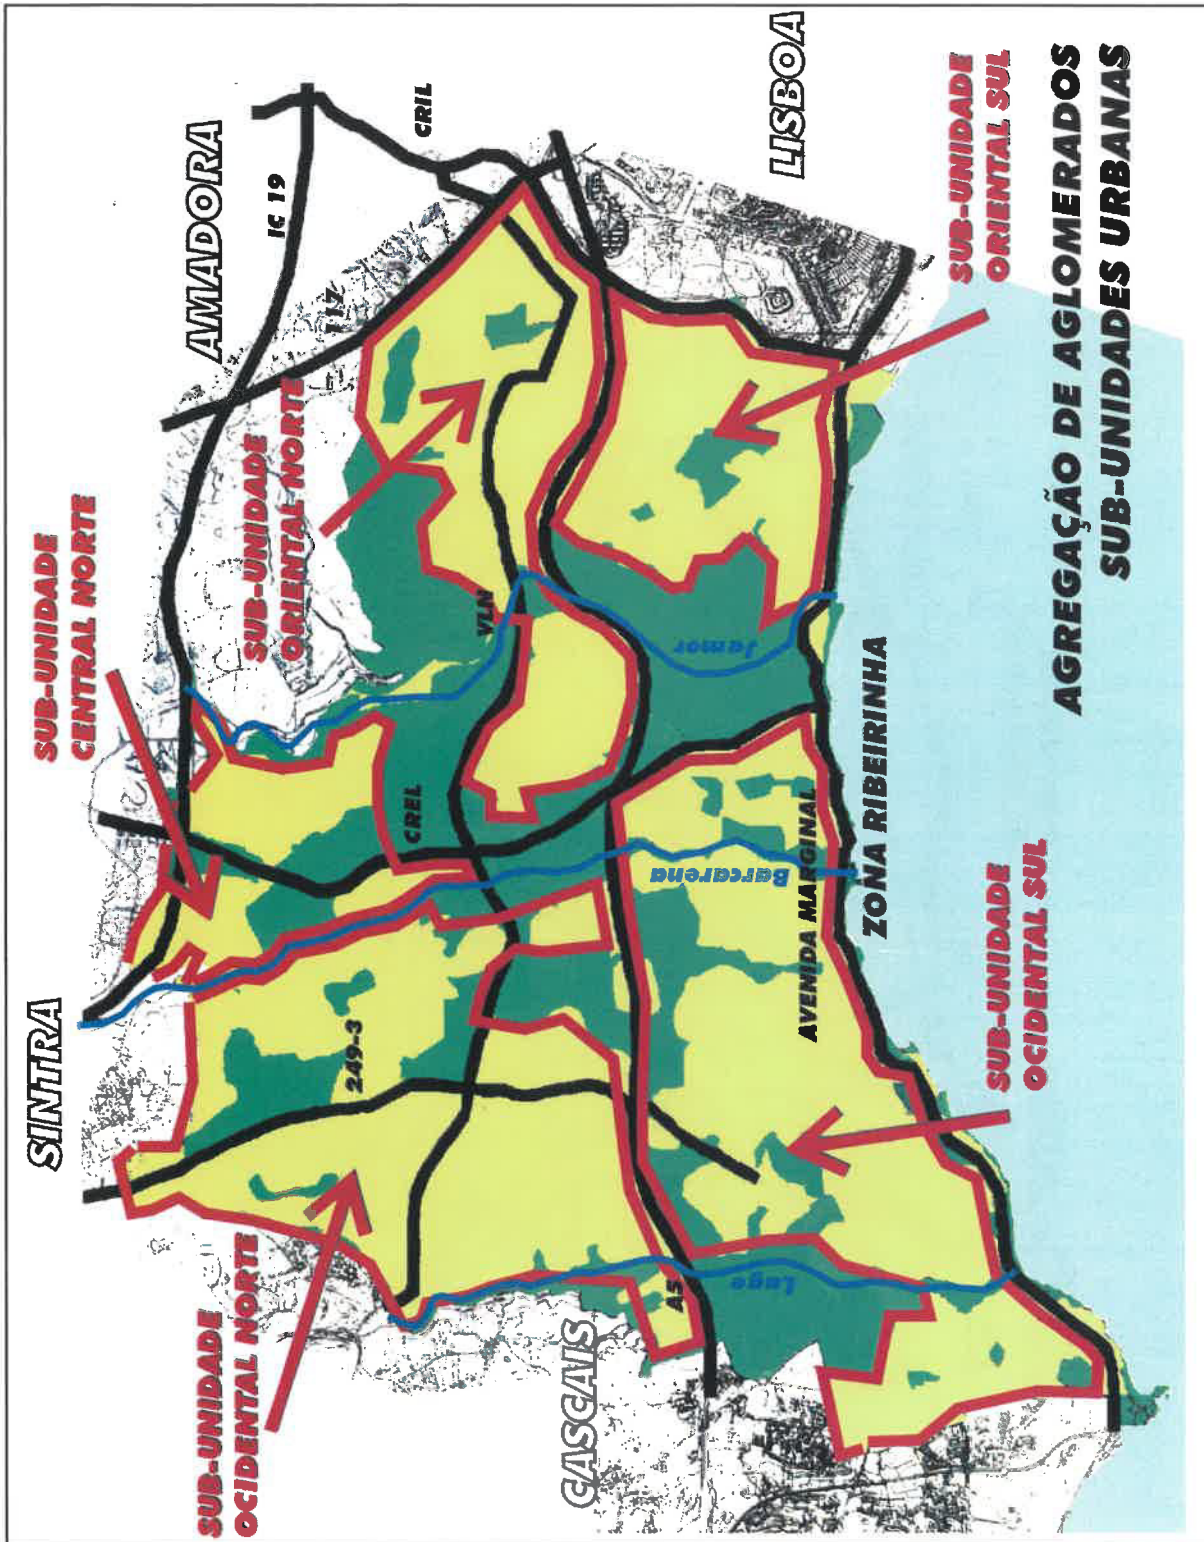 SINTRA
AMADORA
LISBOA
CASCAIS
SUB-UNIDADE
OCIDENTAL NORTE
SUB-UNIDADE
CENTRAL NORTE
SUB-UNIDADE
ORIENTAL NORTE
SUB-UNIDADE
ORIENTAL SUL
SUB-UNIDADE
OCIDENTAL SUL
IC 19
117
CRIL
249-3
CREL
VLN
A5
Lage
Barcarena
Jamor
AVENIDA MARGINAL
ZONA RIBEIRINHA
AGREGAÇÃO DE AGLOMERADOS
SUB-UNIDADES URBANAS